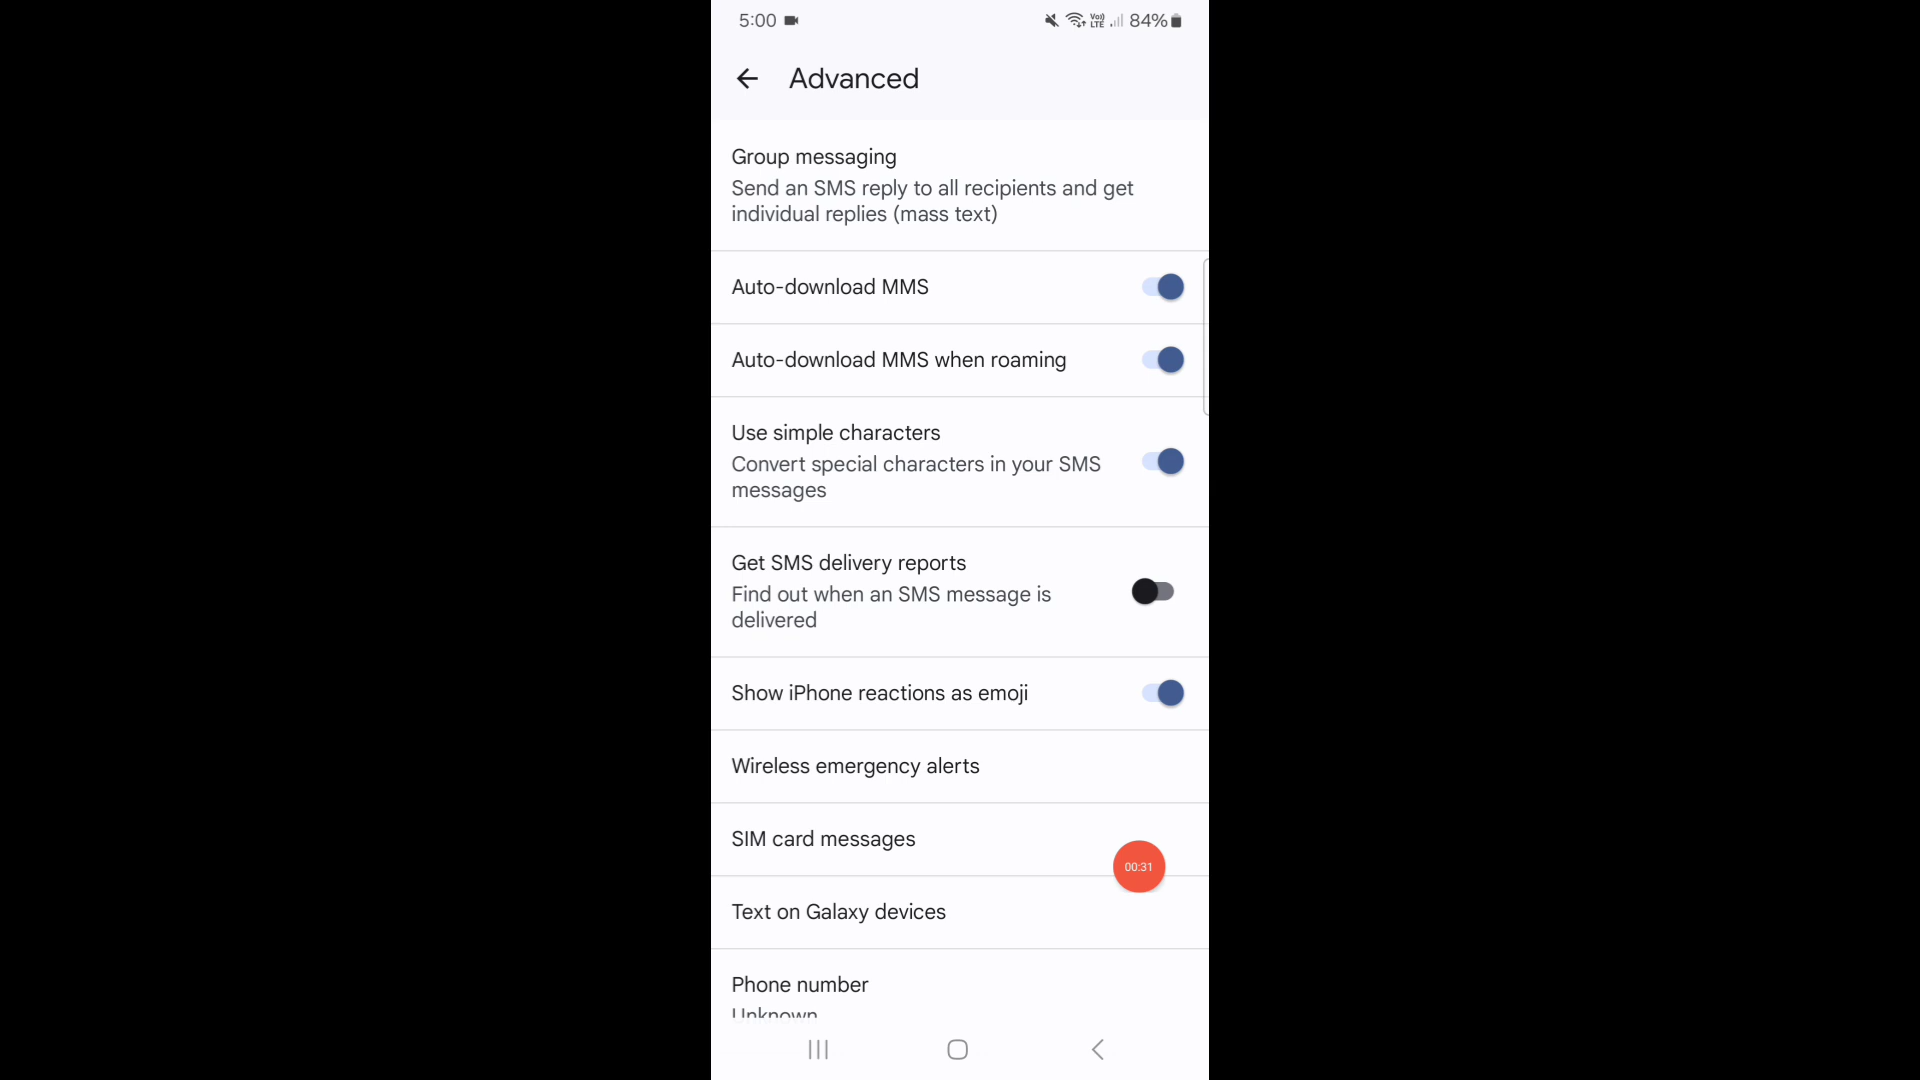 5:00
Vo)) LTE 84%
Advanced
Group messaging
Send an SMS reply to all recipients and get
individual replies (mass text)
Auto-download MMS
Auto-download MMS when roaming
Use simple characters
Convert special characters in your SMS
messages
Get SMS delivery reports
Find out when an SMS message is
delivered
Show iPhone reactions as emoji
Wireless emergency alerts
SIM card messages
00:31
Text on Galaxy devices
Phone number
Unknown